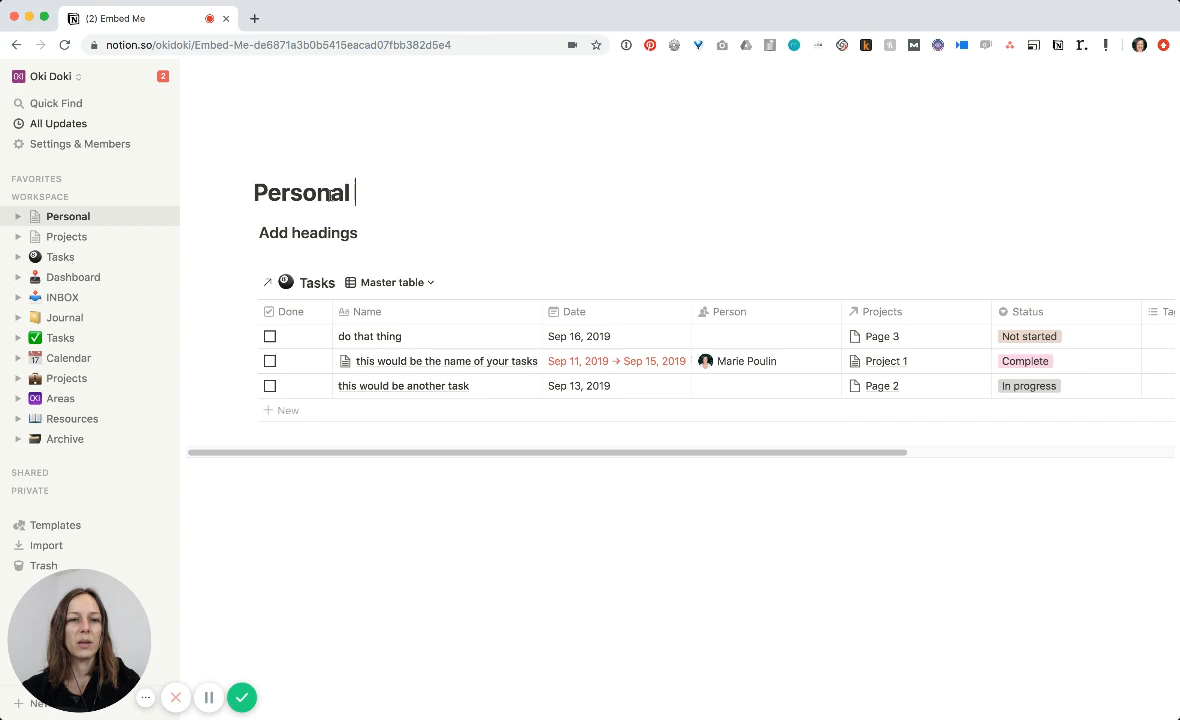 (2) Embed Me
notion.so/okidoki/Embed-Me-de6871a3b0b5415eacad07fbb382d5e4
OKI Oki Doki 2
Quick Find
All Updates
Settings & Members
FAVORITES
WORKSPACE
Personal
Projects
Tasks
Dashboard
INBOX
Journal
Tasks
Calendar
Projects
OKI Areas
Resources
Archive
SHARED
PRIVATE
Templates
Import
Trash
Personal
Add headings
Tasks Master table
Done Name Date Person Projects Status
do that thing Sep 16, 2019 Page 3 Not started
this would be the name of your tasks Sep 11, 2019 → Sep 15, 2019 Marie Poulin Project 1 Complete
this would be another task Sep 13, 2019 Page 2 In progress
+ New